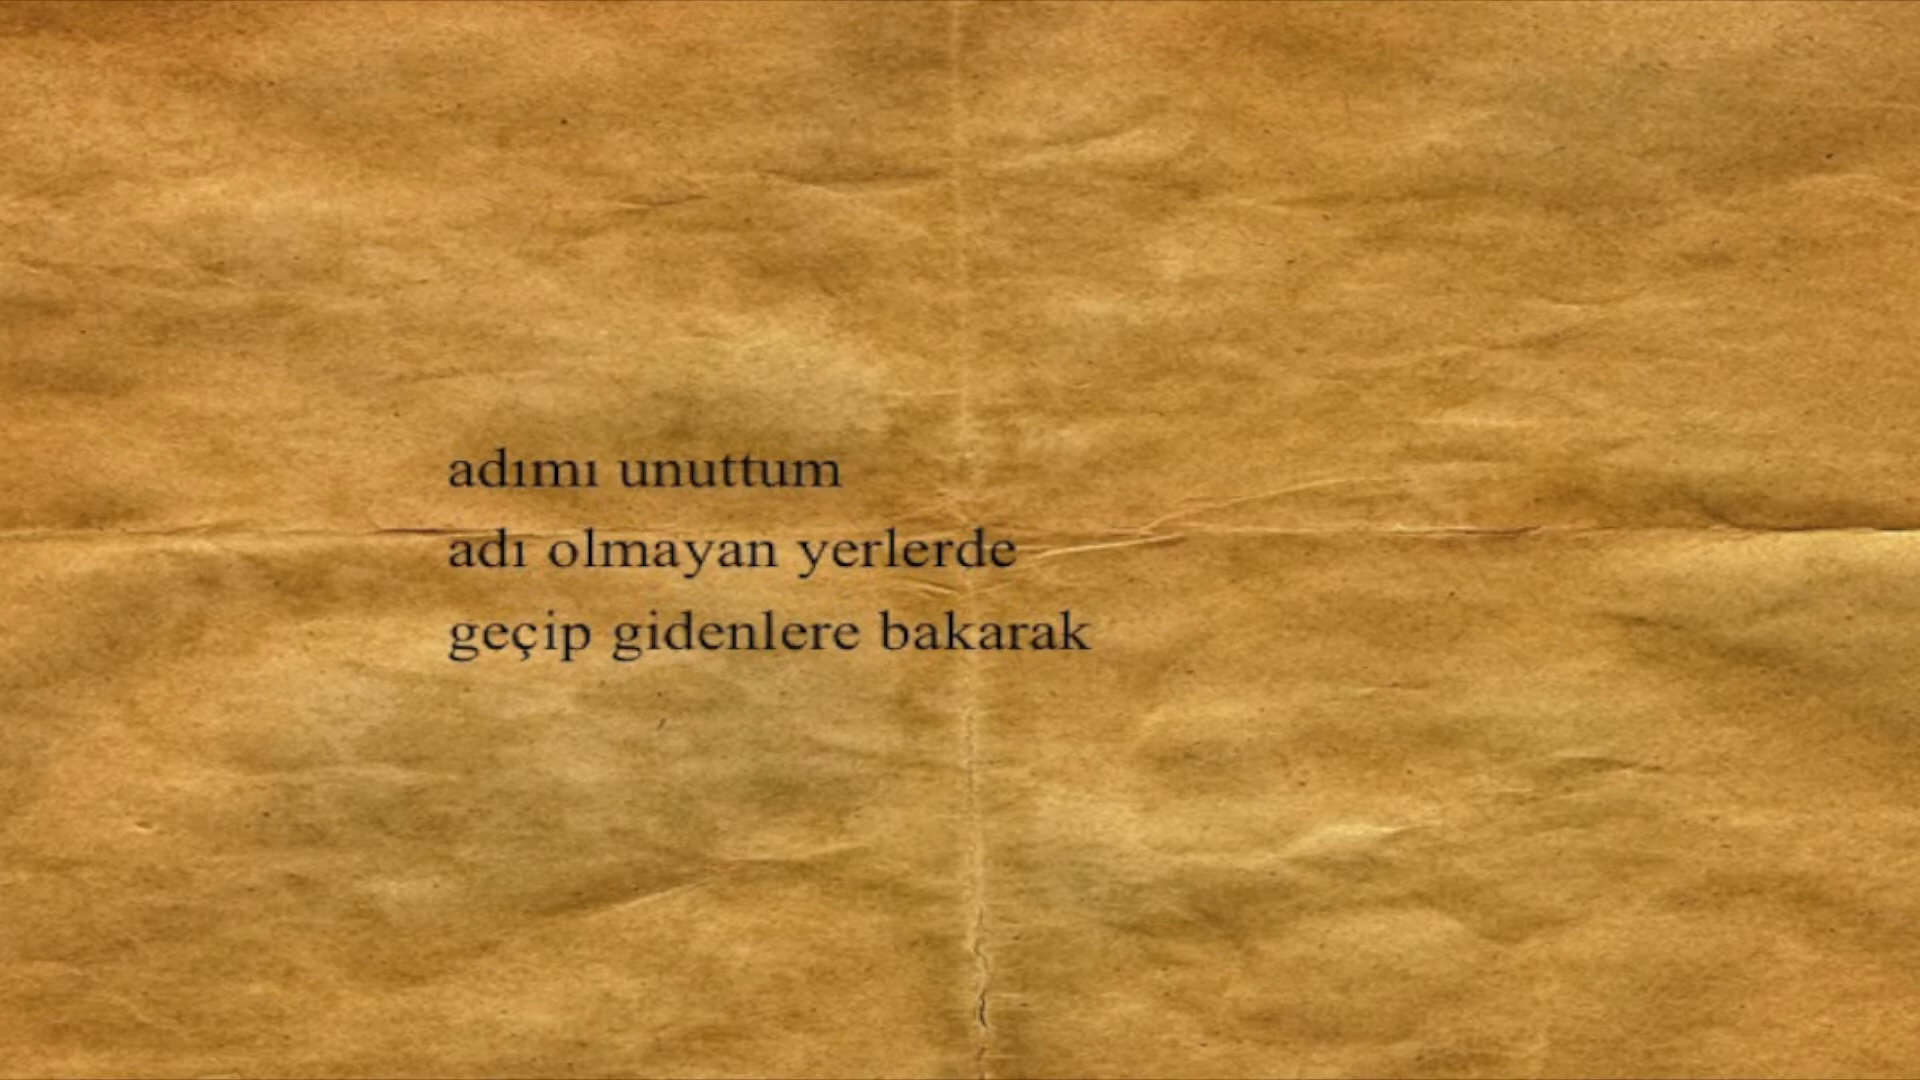 adımı unuttum
adı olmayan yerlerde
geçip gidenlere bakarak